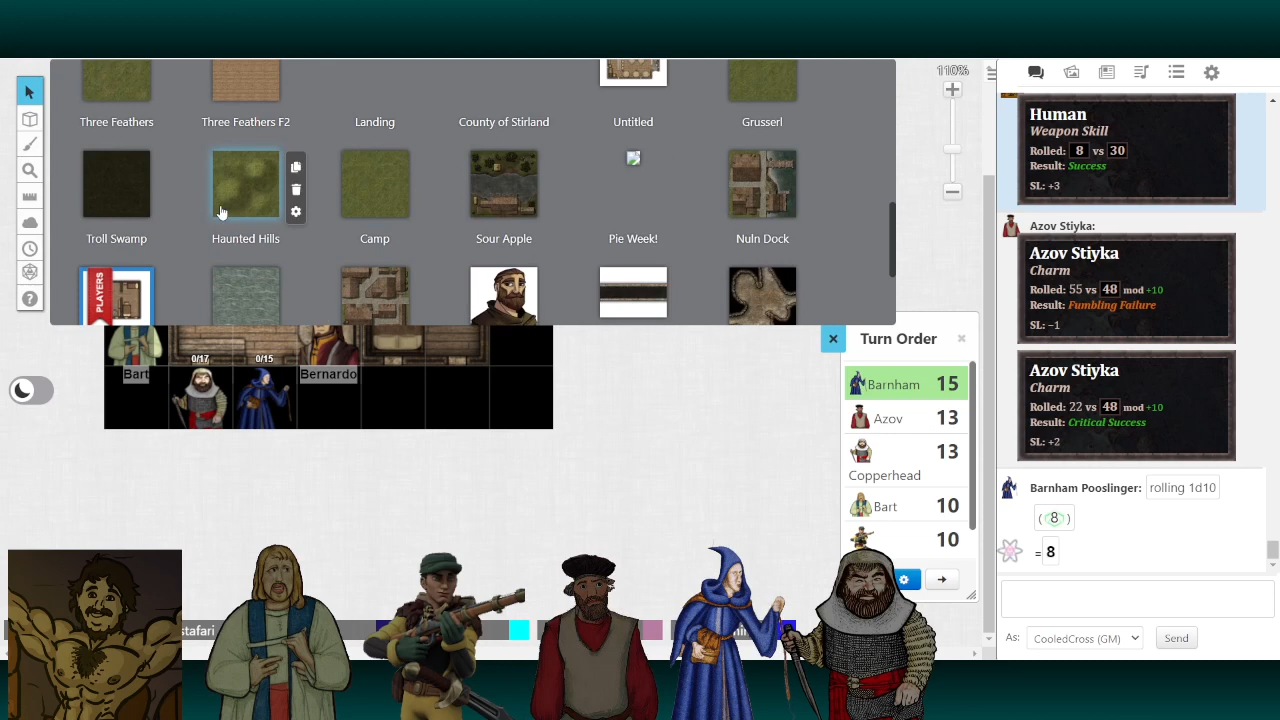 Three Feathers
Three Feathers F2
Landing
County of Stirland
Untitled
Grusserl
Troll Swamp
Haunted Hills
Camp
Sour Apple
Pie Week!
Nuln Dock
PLAYERS
110%
0/17
0/15
Bart
Bernardo
Turn Order
Barnham 15
Azov 13
13
Copperhead
Bart 10
10
stafari
Human
Weapon Skill
Rolled: 8 vs 30
Result: Success
SL: +3
Azov Stiyka:
Azov Stiyka
Charm
Rolled: 55 vs 48 mod +10
Result: Fumbling Failure
SL: −1
Azov Stiyka
Charm
Rolled: 22 vs 48 mod +10
Result: Critical Success
SL: +2
Barnham Pooslinger: rolling 1d10
( 8 )
= 8
As: CooledCross (GM) Send